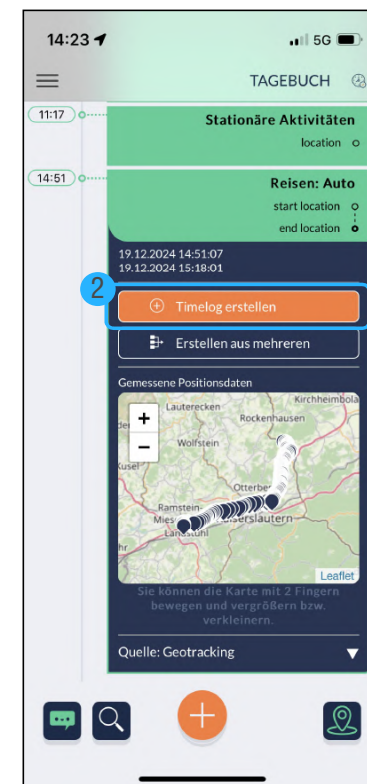 14:23
5G
TAGEBUCH
11:17
Stationäre Aktivitäten
location
14:51
Reisen: Auto
start location
end location
19.12.2024 14:51:07
19.12.2024 15:18:01
2
Timelog erstellen
Erstellen aus mehreren
Gemessene Positionsdaten
+
−
Lauterecken
Kirchheimbola
Rockenhausen
Wolfstein
Kusel
Otterbe
Ramstein-
Mies
Landstuhl
iserslautern
Leaflet
Sie können die Karte mit 2 Fingern
bewegen und vergrößern bzw.
verkleinern.
Quelle: Geotracking